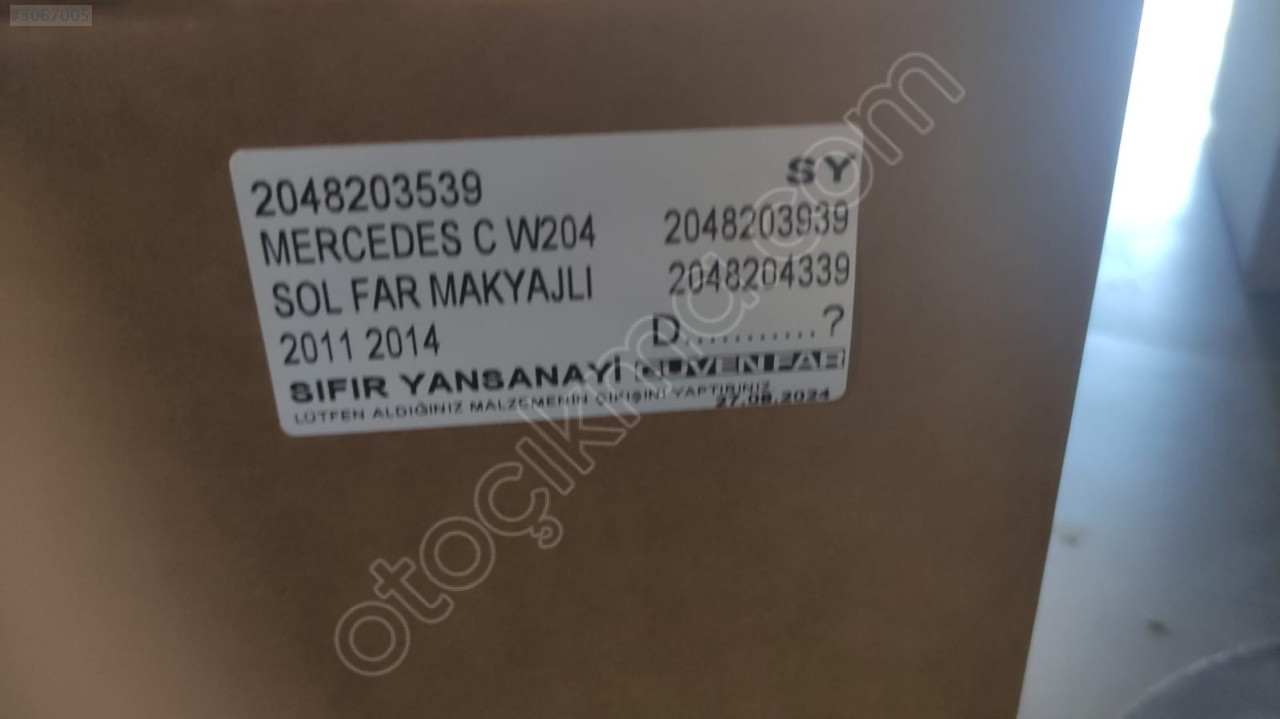 #3067005
2048203539 SY
MERCEDES C W204 2048203939
SOL FAR MAKYAJLI 2048204339
2011 2014 D............?
SIFIR YANSANAYİ GÜVEN FAR
LÜTFEN ALDIĞINIZ MALZEMENİN ÇIKIŞINI YAPTIRINIZ
27.08.2024
otoçıkma.com